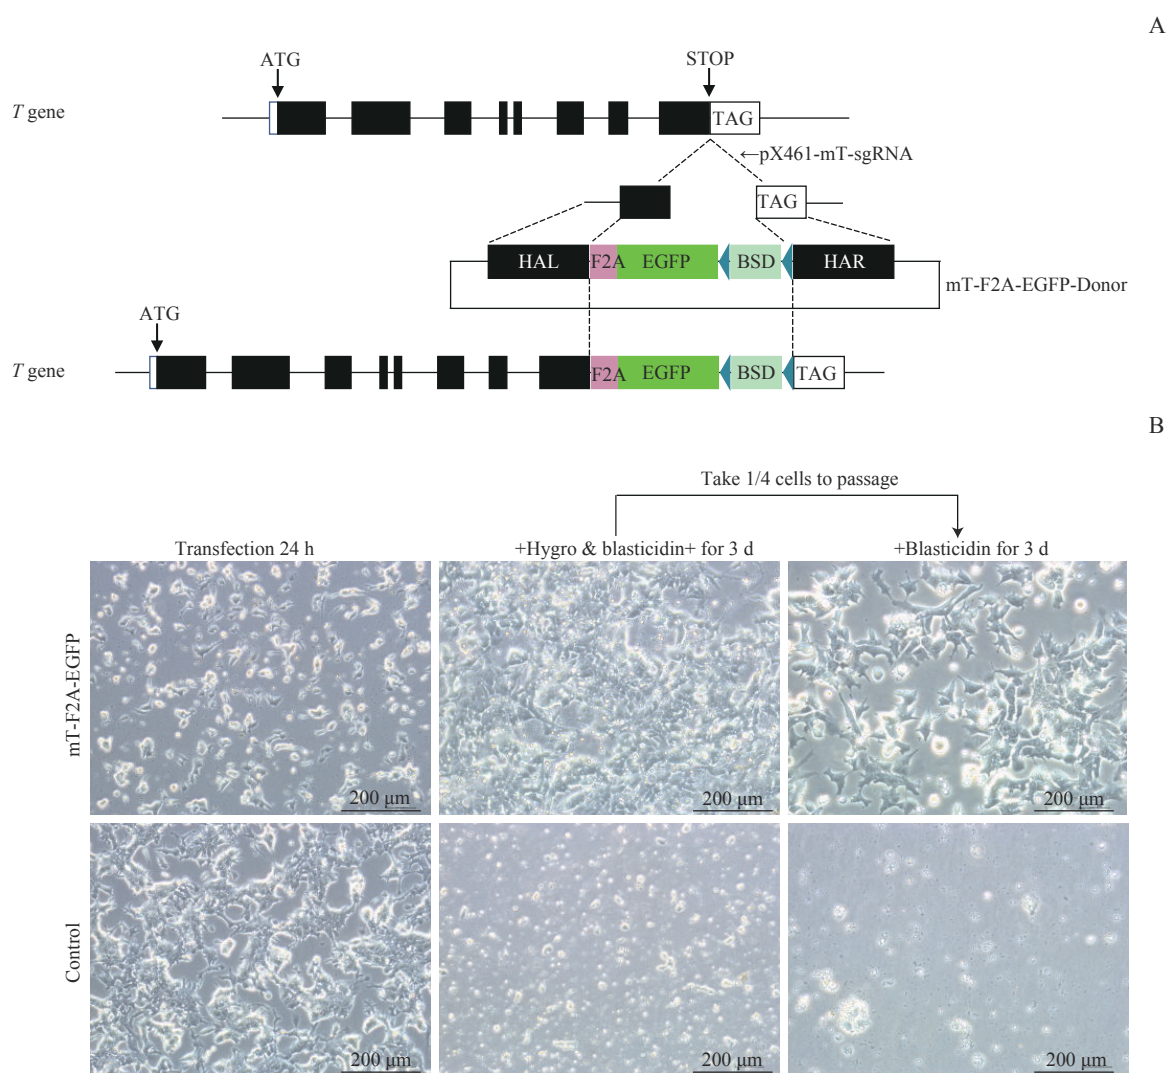 A
ATG
STOP
T gene
TAG
←pX461-mT-sgRNA
TAG
HAL
F2A
EGFP
BSD
HAR
mT-F2A-EGFP-Donor
ATG
T gene
F2A
EGFP
BSD
TAG
B
Take 1/4 cells to passage
Transfection 24 h
+Hygro & blasticidin+ for 3 d
+Blasticidin for 3 d
mT-F2A-EGFP
200 μm
200 μm
200 μm
Control
200 μm
200 μm
200 μm